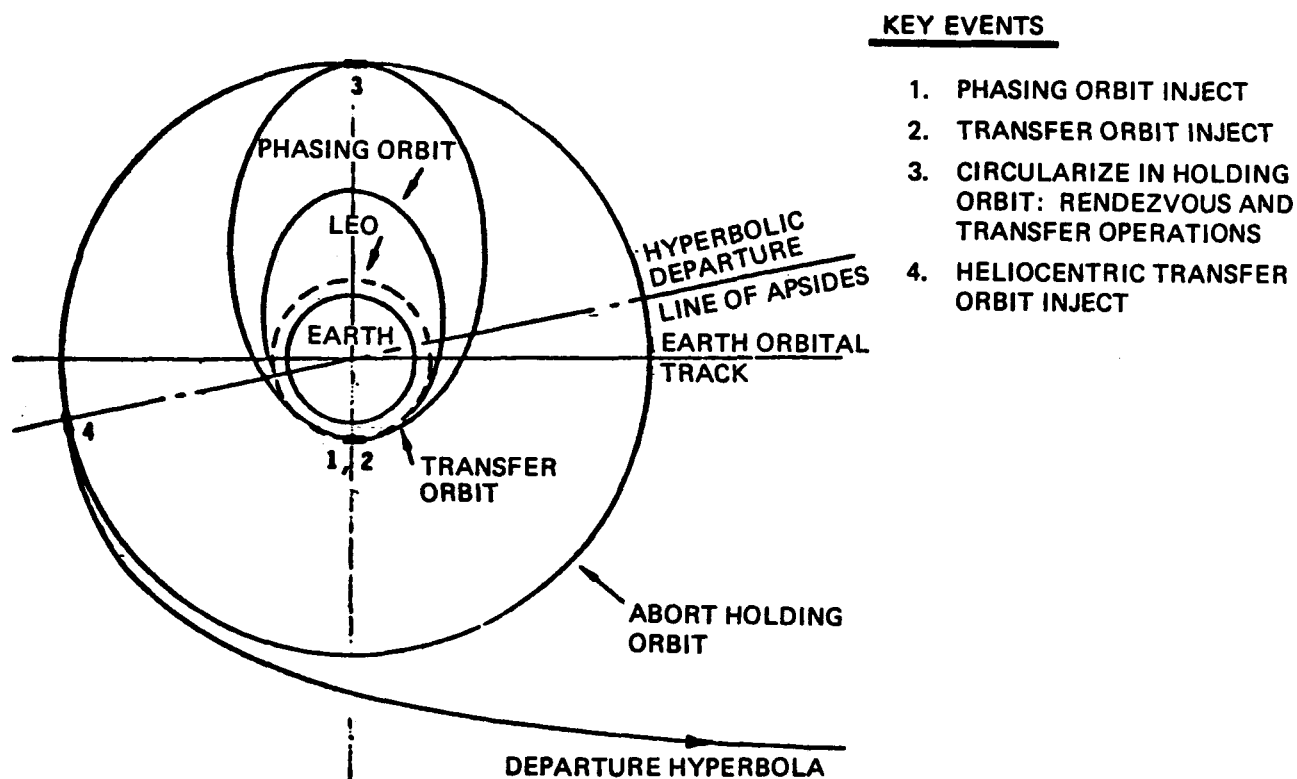 KEY EVENTS
1. PHASING ORBIT INJECT
2. TRANSFER ORBIT INJECT
3. CIRCULARIZE IN HOLDING
ORBIT: RENDEZVOUS AND
TRANSFER OPERATIONS
4. HELIOCENTRIC TRANSFER
ORBIT INJECT
3
PHASING ORBIT
LEO
EARTH
HYPERBOLIC
DEPARTURE
LINE OF APSIDES
EARTH ORBITAL
TRACK
4
1, 2
TRANSFER
ORBIT
ABORT HOLDING
ORBIT
DEPARTURE HYPERBOLA